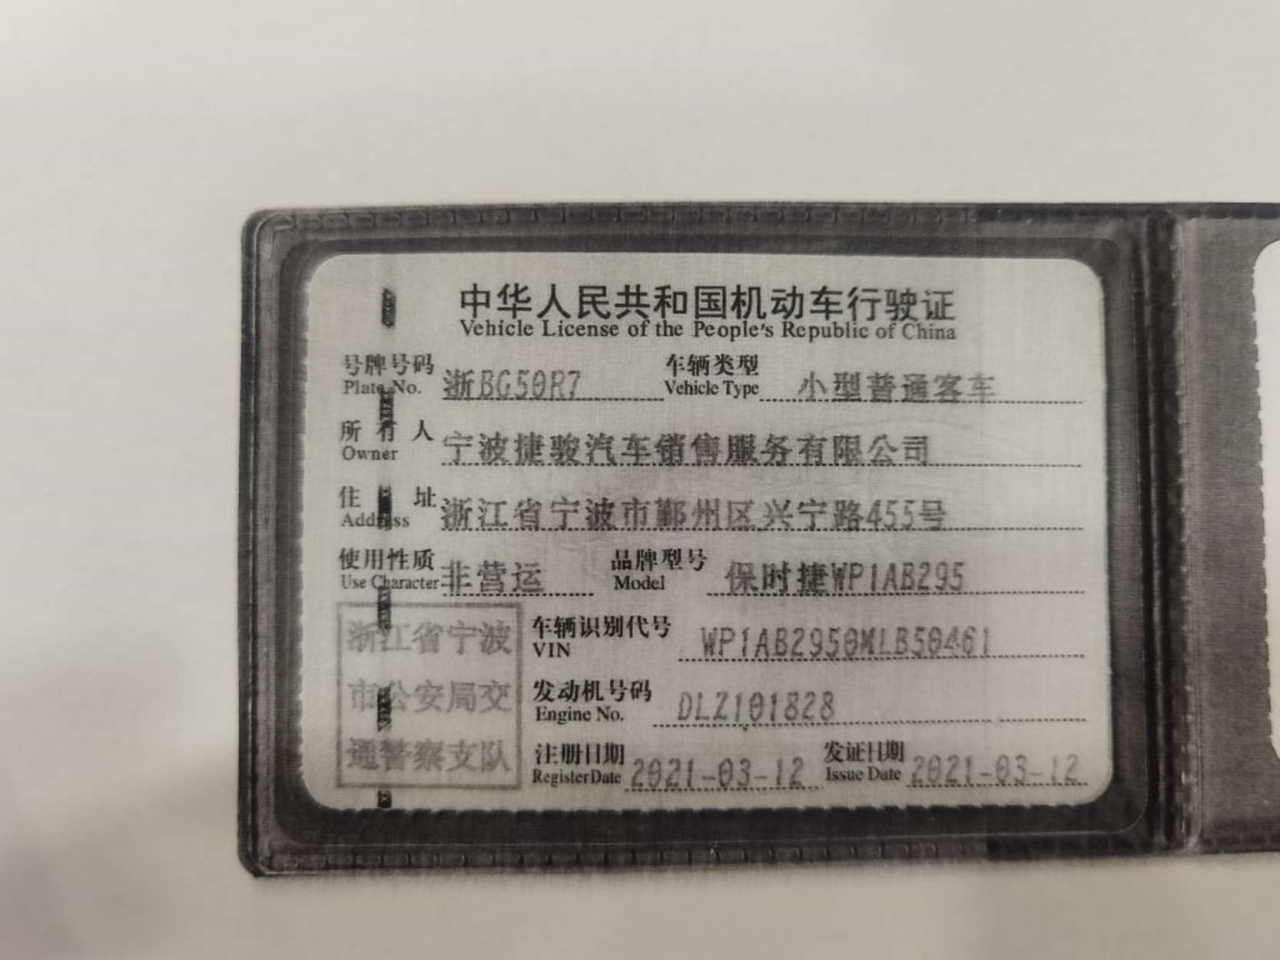 中华人民共和国机动车行驶证
Vehicle License of the People's Republic of China
号牌号码 浙BG50R7 车辆类型 小型普通客车
Plate No. Vehicle Type
所有人 宁波捷骏汽车销售服务有限公司
Owner
住址 浙江省宁波市鄞州区兴宁路455号
Address
使用性质 非营运 品牌型号 保时捷WP1AB295
Use Character Model
浙江省宁波
市公安局交
通警察支队
车辆识别代号 WP1AB2950MLB50461
VIN
发动机号码 DLZ101828
Engine No.
注册日期 2021-03-12 发证日期 2021-03-12
Register Date Issue Date